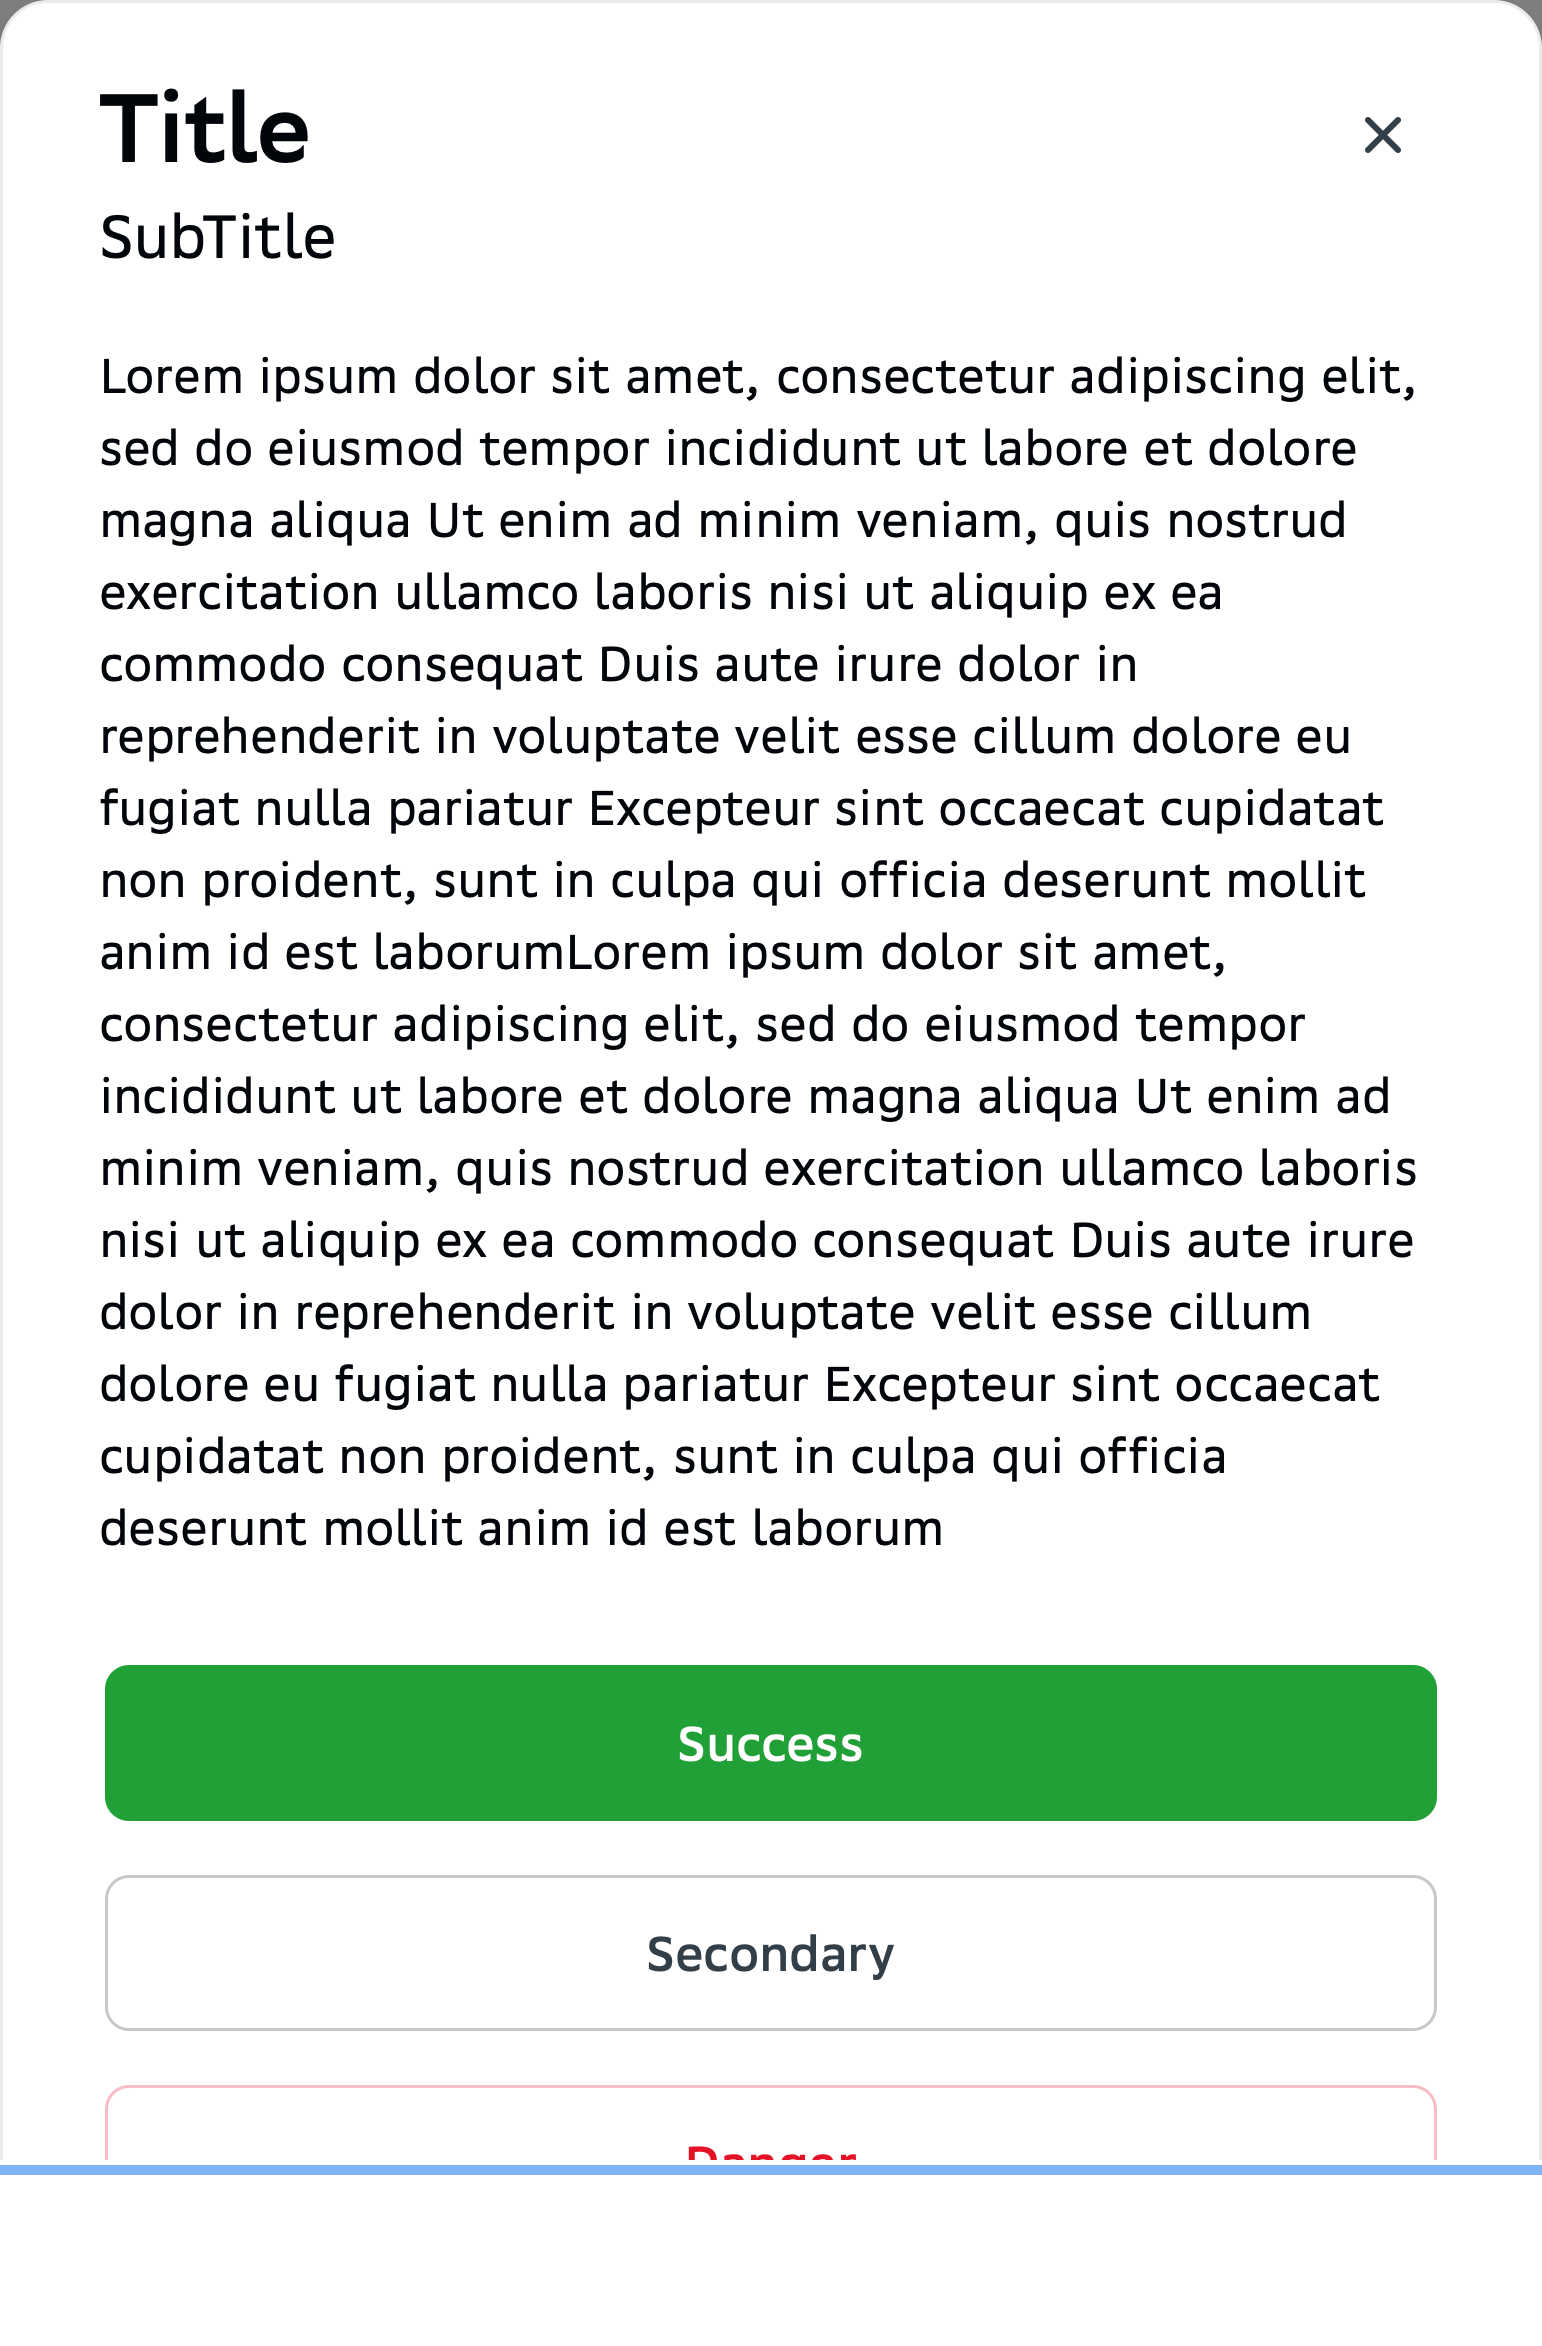 Title
SubTitle
Lorem ipsum dolor sit amet, consectetur adipiscing elit,
sed do eiusmod tempor incididunt ut labore et dolore
magna aliqua Ut enim ad minim veniam, quis nostrud
exercitation ullamco laboris nisi ut aliquip ex ea
commodo consequat Duis aute irure dolor in
reprehenderit in voluptate velit esse cillum dolore eu
fugiat nulla pariatur Excepteur sint occaecat cupidatat
non proident, sunt in culpa qui officia deserunt mollit
anim id est laborumLorem ipsum dolor sit amet,
consectetur adipiscing elit, sed do eiusmod tempor
incididunt ut labore et dolore magna aliqua Ut enim ad
minim veniam, quis nostrud exercitation ullamco laboris
nisi ut aliquip ex ea commodo consequat Duis aute irure
dolor in reprehenderit in voluptate velit esse cillum
dolore eu fugiat nulla pariatur Excepteur sint occaecat
cupidatat non proident, sunt in culpa qui officia
deserunt mollit anim id est laborum
Success
Secondary
Danger